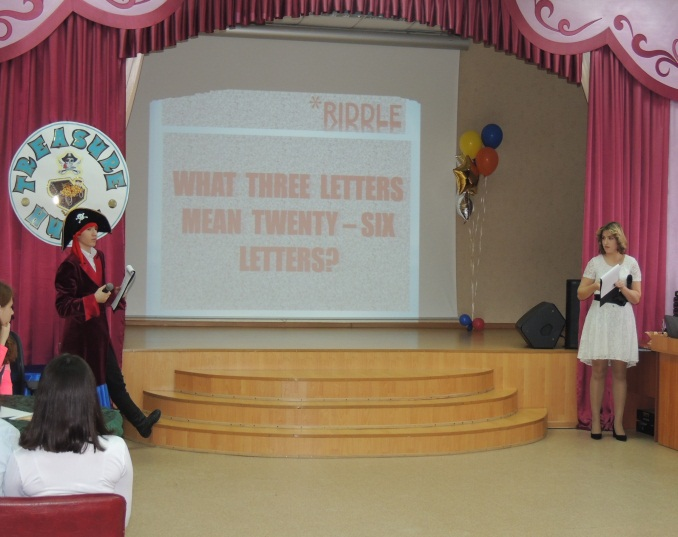 *RIDDLE
WHAT THREE LETTERS
MEAN TWENTY – SIX
LETTERS?
TREASURE